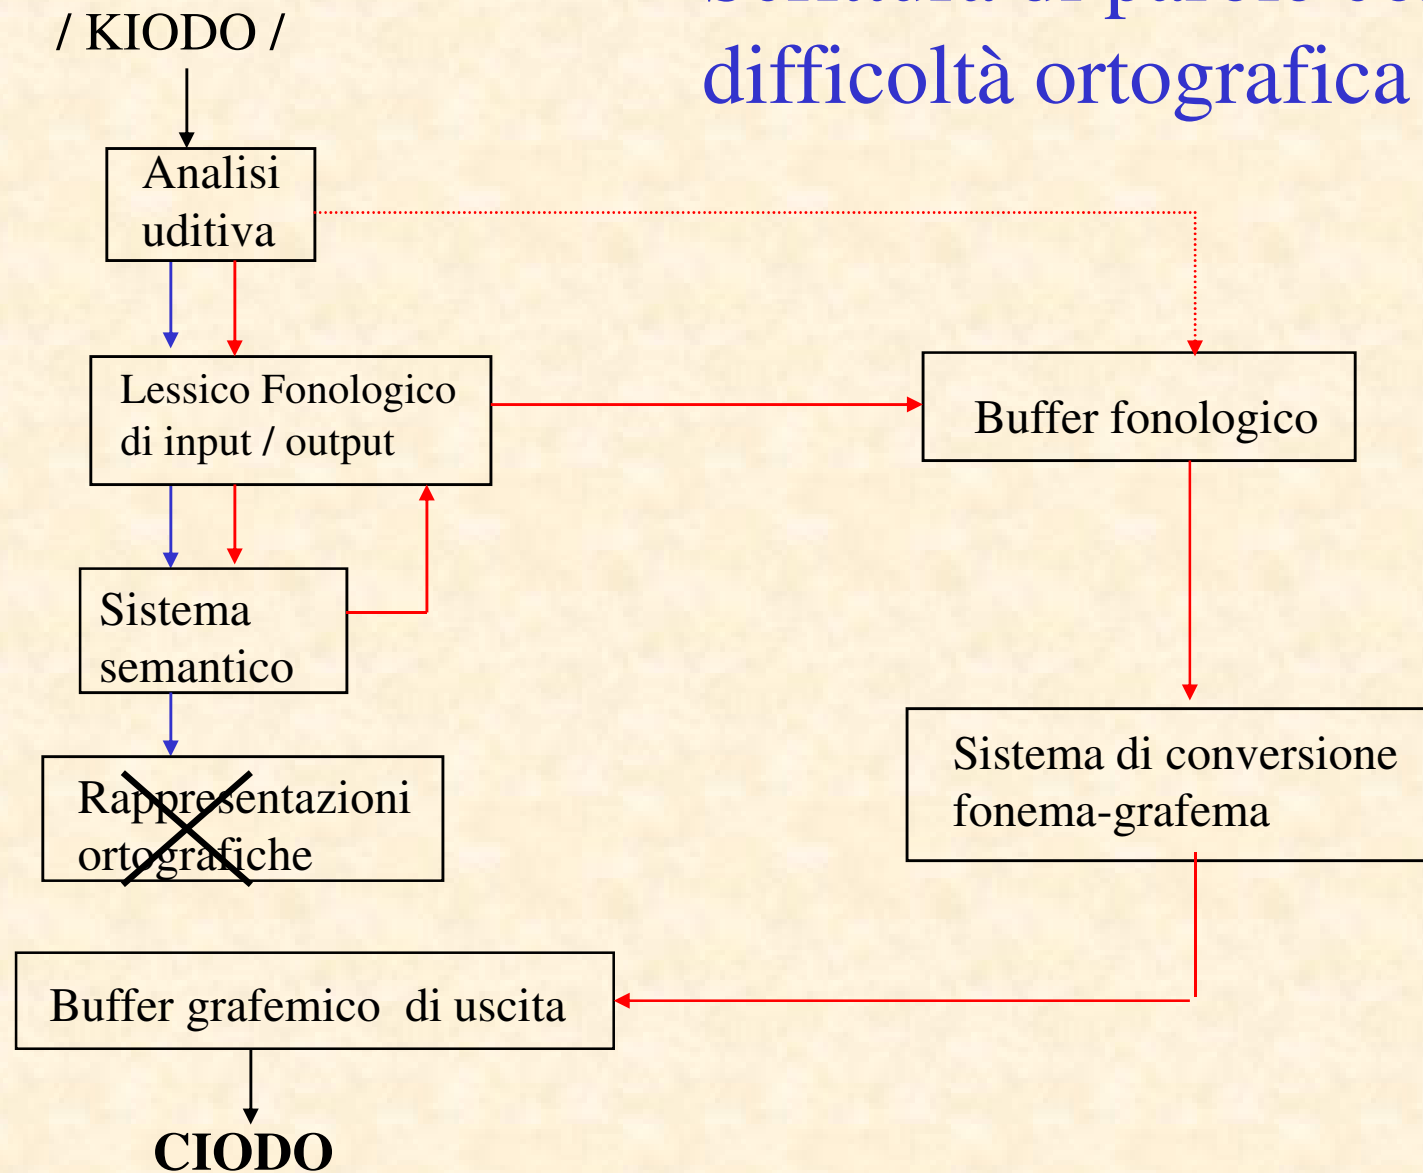 difficoltà ortografica
/ KIODO /
Analisi
uditiva
Lessico Fonologico
di input / output
Buffer fonologico
Sistema
semantico
Sistema di conversione
fonema-grafema
Rappresentazioni
ortografiche
Buffer grafemico di uscita
CIODO